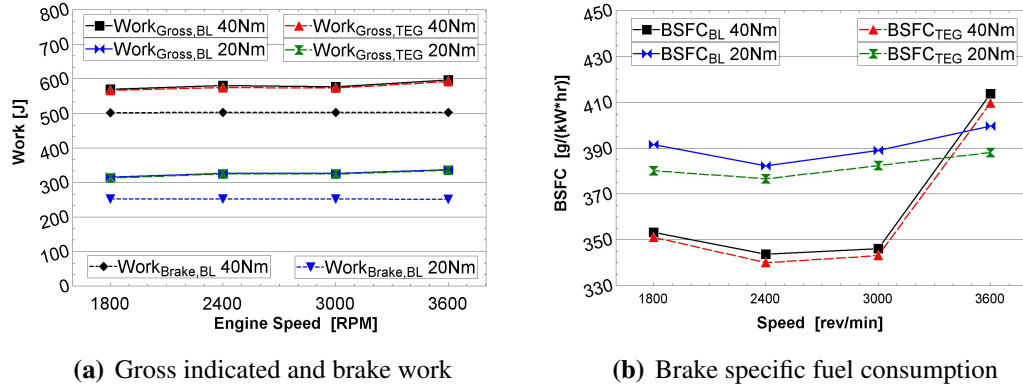 800
700
600
500
400
300
200
100
0
Work [J]
Work_Gross,BL 40Nm
Work_Gross,TEG 40Nm
Work_Gross,BL 20Nm
Work_Gross,TEG 20Nm
Work_Brake,BL 40Nm
Work_Brake,BL 20Nm
1800 2400 3000 3600
Engine Speed [RPM]
(a) Gross indicated and brake work
450
430
410
390
370
350
330
BSFC [g/(kW*hr)]
BSFC_BL 40Nm
BSFC_TEG 40Nm
BSFC_BL 20Nm
BSFC_TEG 20Nm
1800 2400 3000 3600
Speed [rev/min]
(b) Brake specific fuel consumption